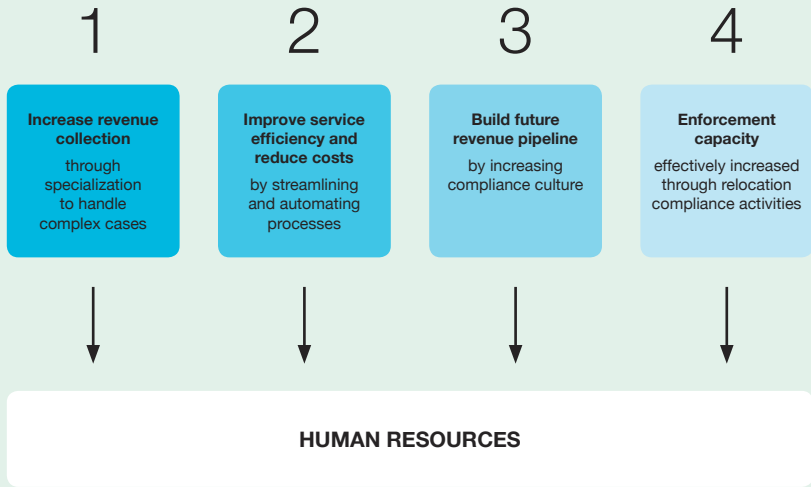 1
2
3
4
Increase revenue
collection
through
specialization
to handle
complex cases
Improve service
efficiency and
reduce costs
by streamlining
and automating
processes
Build future
revenue pipeline
by increasing
compliance culture
Enforcement
capacity
effectively increased
through relocation
compliance activities
HUMAN RESOURCES